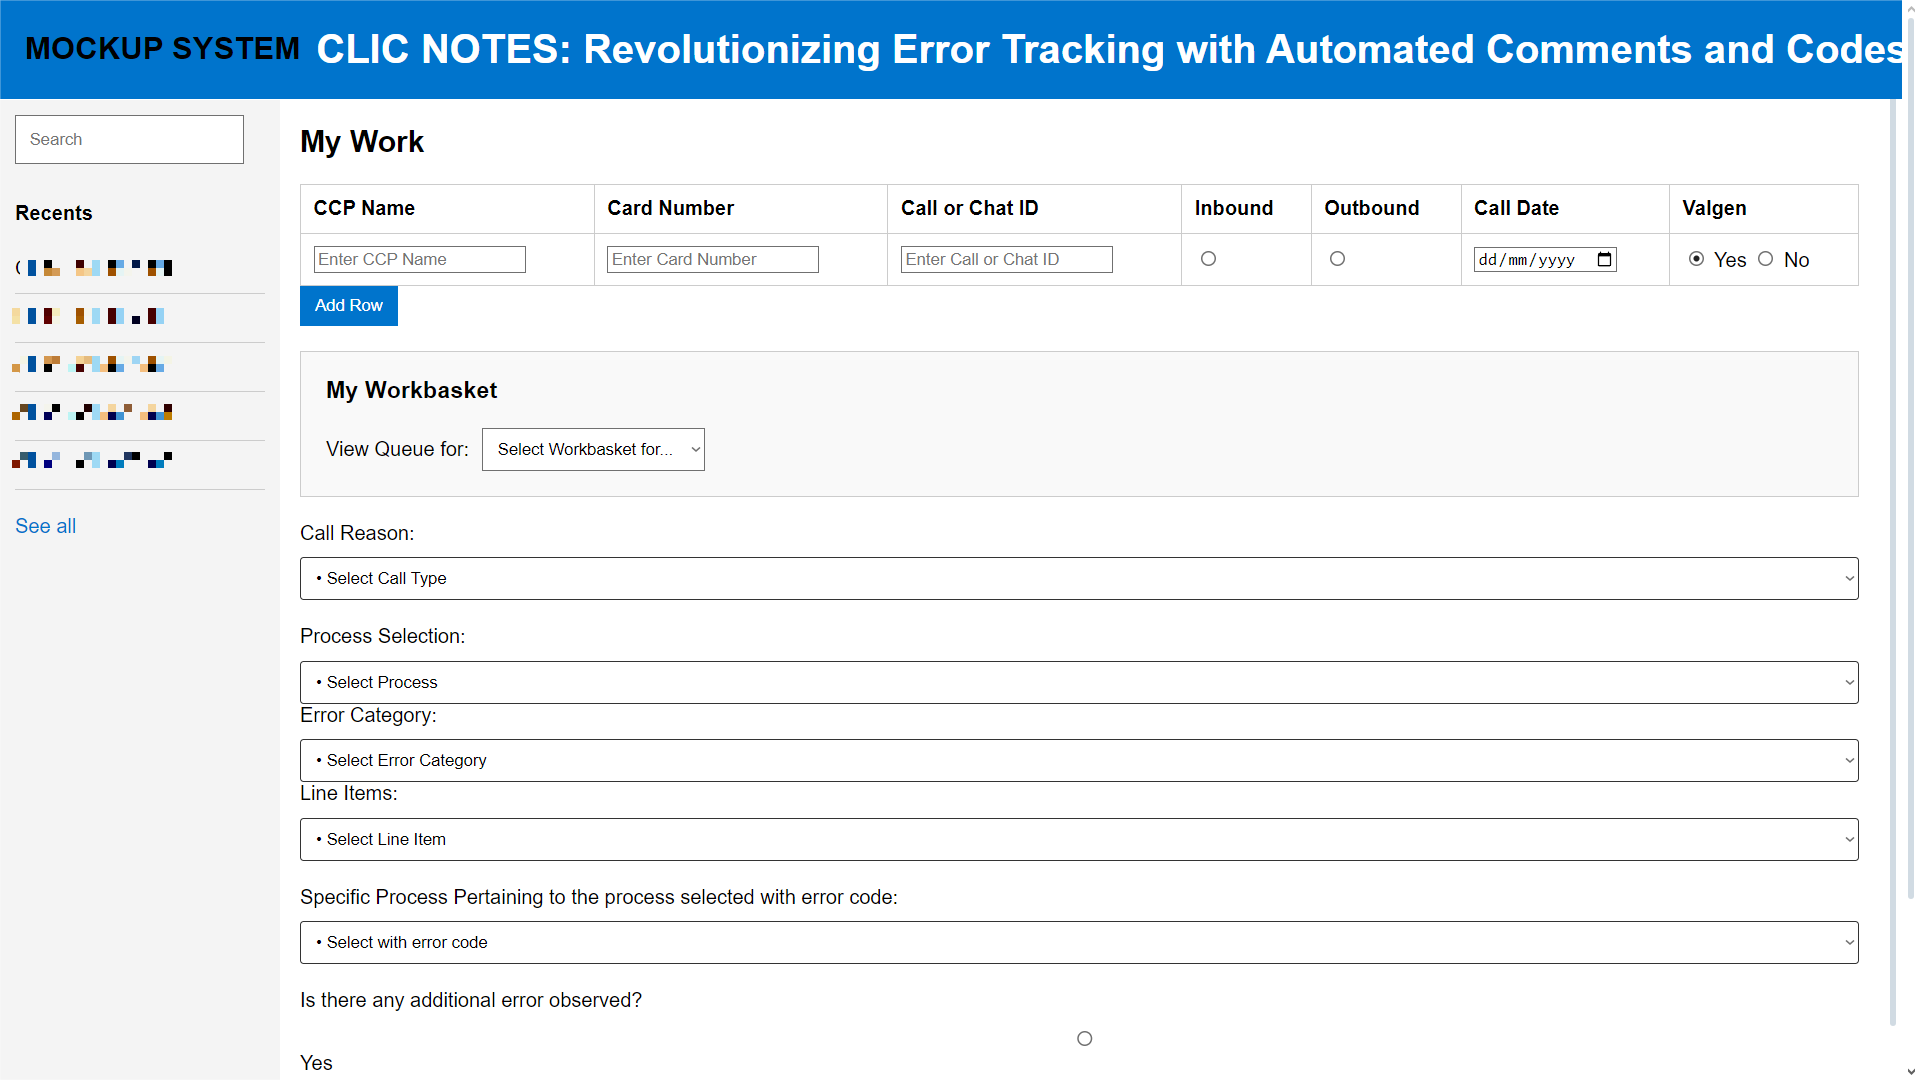 MOCKUP SYSTEM CLIC NOTES: Revolutionizing Error Tracking with Automated Comments and Codes
Search
Recents
See all
My Work
CCP Name Card Number Call or Chat ID Inbound Outbound Call Date Valgen
Enter CCP Name Enter Card Number Enter Call or Chat ID dd/mm/yyyy Yes No
Add Row
My Workbasket
View Queue for: Select Workbasket for...
Call Reason:
• Select Call Type
Process Selection:
• Select Process
Error Category:
• Select Error Category
Line Items:
• Select Line Item
Specific Process Pertaining to the process selected with error code:
• Select with error code
Is there any additional error observed?
Yes